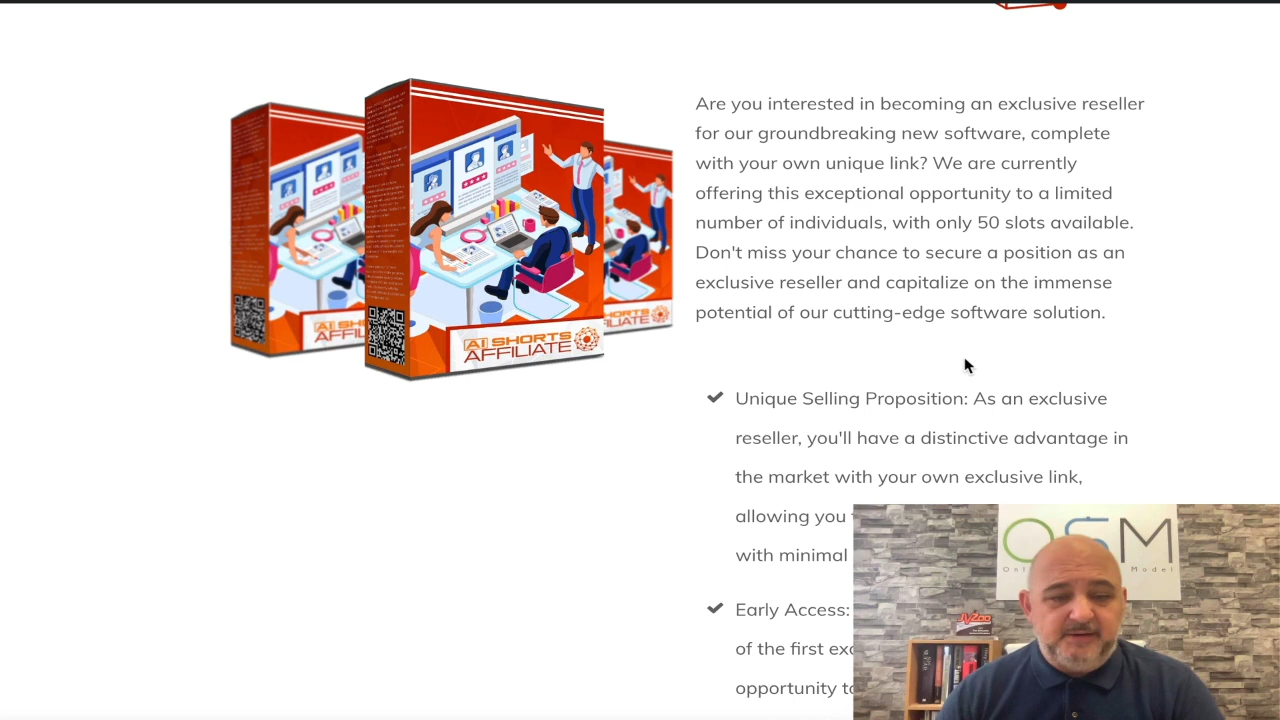 Are you interested in becoming an exclusive reseller
for our groundbreaking new software, complete
with your own unique link? We are currently
offering this exceptional opportunity to a limited
number of individuals, with only 50 slots available.
Don't miss your chance to secure a position as an
exclusive reseller and capitalize on the immense
potential of our cutting-edge software solution.
AI SHORTS
AFFILIATE
Unique Selling Proposition: As an exclusive
reseller, you'll have a distinctive advantage in
the market with your own exclusive link,
allowing you
with minimal
Early Access:
of the first
opportunity
OSM
Model
JVZoo